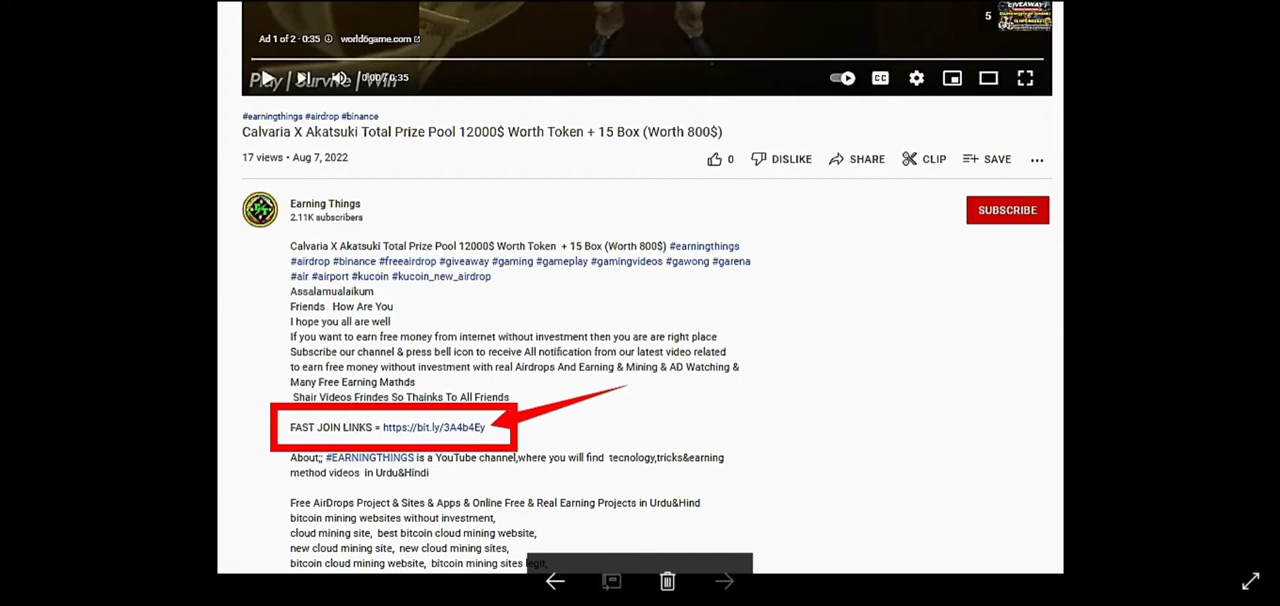 GIVEAWAY
5
Ad 1 of 2 · 0:35 world6game.com
Play | Survive | Win
0:00 / 0:35
CC
#earningthings #airdrop #binance
Calvaria X Akatsuki Total Prize Pool 12000$ Worth Token + 15 Box (Worth 800$)
17 views • Aug 7, 2022
0 DISLIKE SHARE CLIP SAVE ...
Earning Things
2.11K subscribers
SUBSCRIBE
Calvaria X Akatsuki Total Prize Pool 12000$ Worth Token + 15 Box (Worth 800$) #earningthings
#airdrop #binance #freeairdrop #giveaway #gaming #gameplay #gamingvideos #gawong #garena
#air #airport #kucoin #kucoin_new_airdrop
Assalamualaikum
Friends How Are You
I hope you all are well
If you want to earn free money from internet without investment then you are are right place
Subscribe our channel & press bell icon to receive All notification from our latest video related
to earn free money without investment with real Airdrops And Earning & Mining & AD Watching &
Many Free Earning Mathds
Shair Videos Frindes So Thainks To All Friends
FAST JOIN LINKS = https://bit.ly/3A4b4Ey
About;; #EARNINGTHINGS is a YouTube channel,where you will find tecnology,tricks&earning
method videos in Urdu&Hindi
Free AirDrops Project & Sites & Apps & Online Free & Real Earning Projects in Urdu&Hind
bitcoin mining websites without investment,
cloud mining site, best bitcoin cloud mining website,
new cloud mining site, new cloud mining sites,
bitcoin cloud mining website, bitcoin mining sites legit,